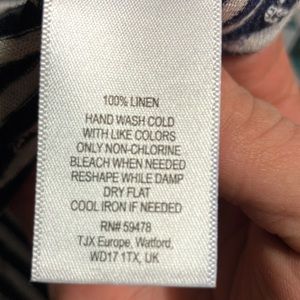 100% LINEN
HAND WASH COLD
WITH LIKE COLORS
ONLY NON-CHLORINE
BLEACH WHEN NEEDED
RESHAPE WHILE DAMP
DRY FLAT
COOL IRON IF NEEDED
RN# 59478
TJX Europe, Watford,
WD17 1TX, UK